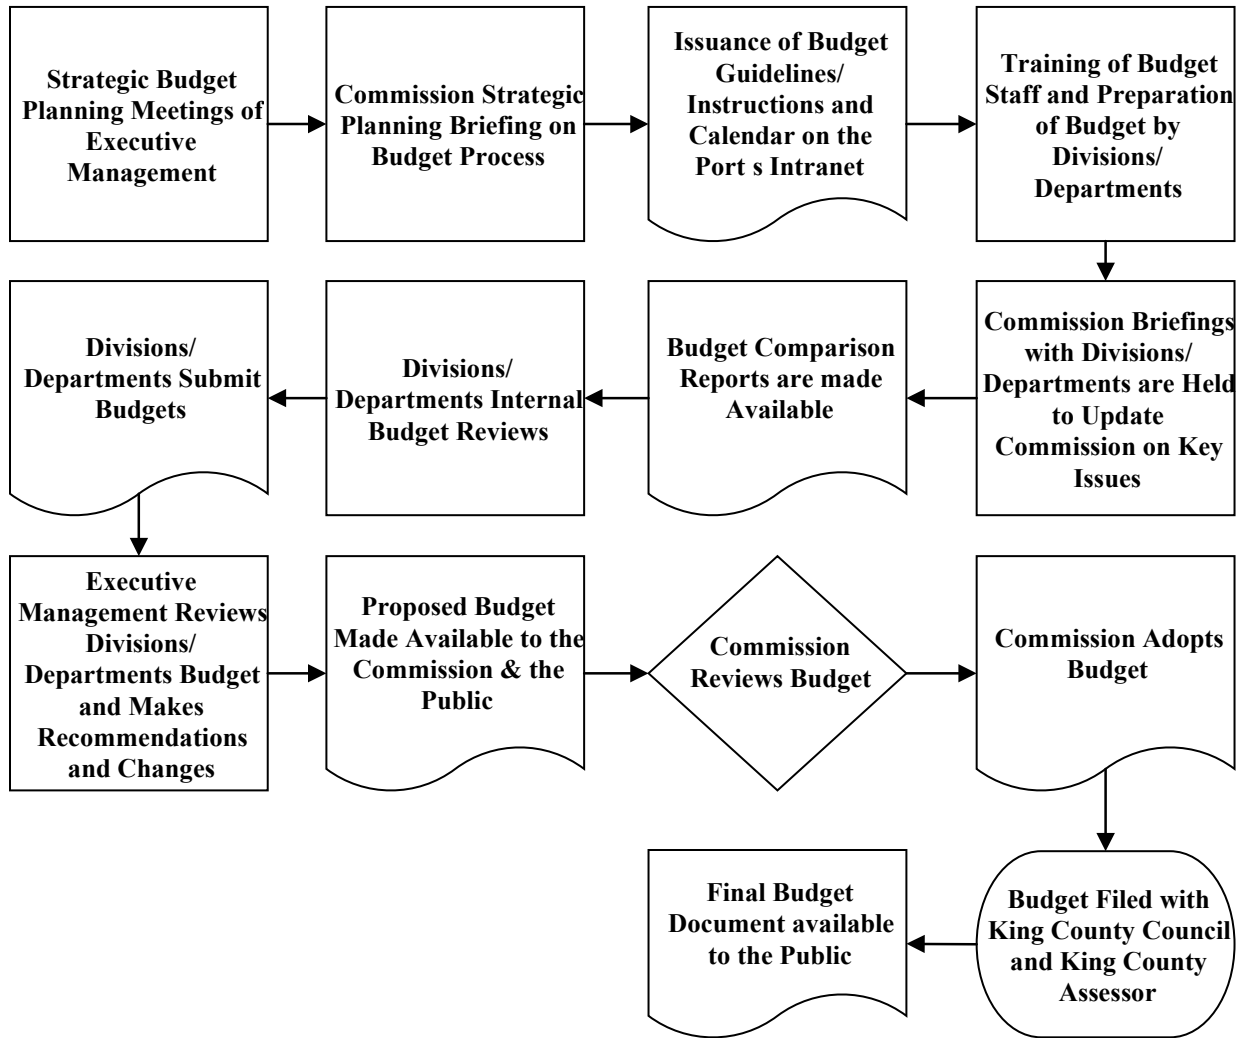 Strategic Budget
Planning Meetings of
Executive
Management
Commission Strategic
Planning Briefing on
Budget Process
Issuance of Budget
Guidelines/
Instructions and
Calendar on the
Port s Intranet
Training of Budget
Staff and Preparation
of Budget by
Divisions/
Departments
Commission Briefings
with Divisions/
Departments are Held
to Update
Commission on Key
Issues
Budget Comparison
Reports are made
Available
Divisions/
Departments Internal
Budget Reviews
Divisions/
Departments Submit
Budgets
Executive
Management Reviews
Divisions/
Departments Budget
and Makes
Recommendations
and Changes
Proposed Budget
Made Available to the
Commission & the
Public
Commission
Reviews Budget
Commission Adopts
Budget
Budget Filed with
King County Council
and King County
Assessor
Final Budget
Document available
to the Public